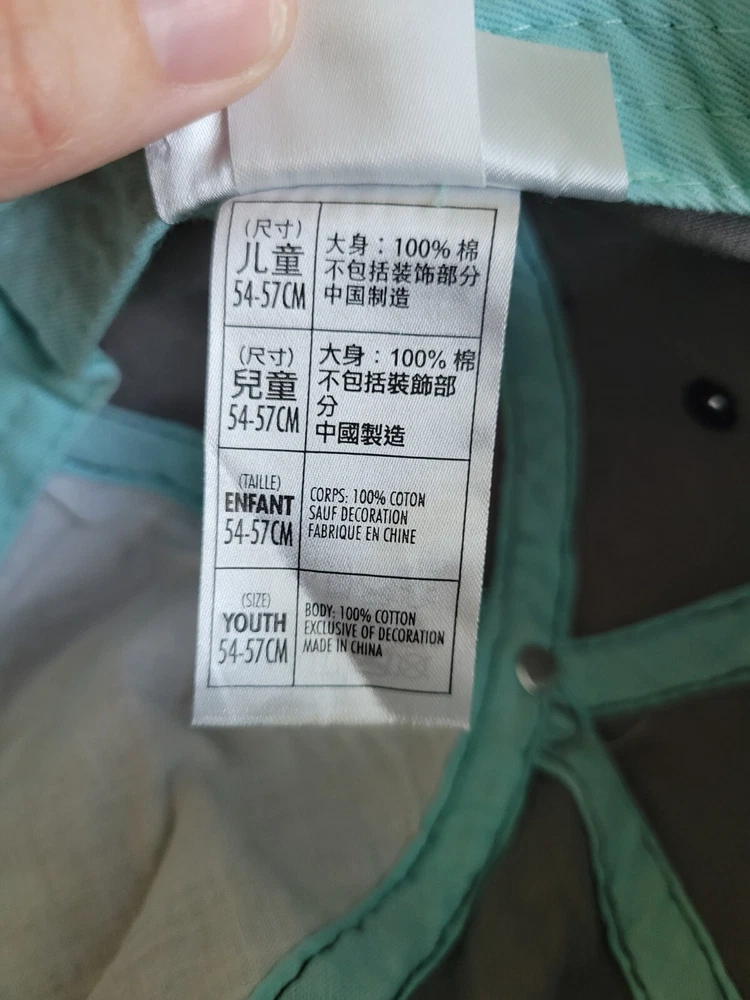 (尺寸)
儿童
54-57CM
大身：100% 棉
不包括装饰部分
中国制造
(尺寸)
兒童
54-57CM
大身：100% 棉
不包括裝飾部
分
中國製造
(TAILLE)
ENFANT
54-57CM
CORPS: 100% COTON
SAUF DECORATION
FABRIQUE EN CHINE
(SIZE)
YOUTH
54-57CM
BODY: 100% COTTON
EXCLUSIVE OF DECORATION
MADE IN CHINA